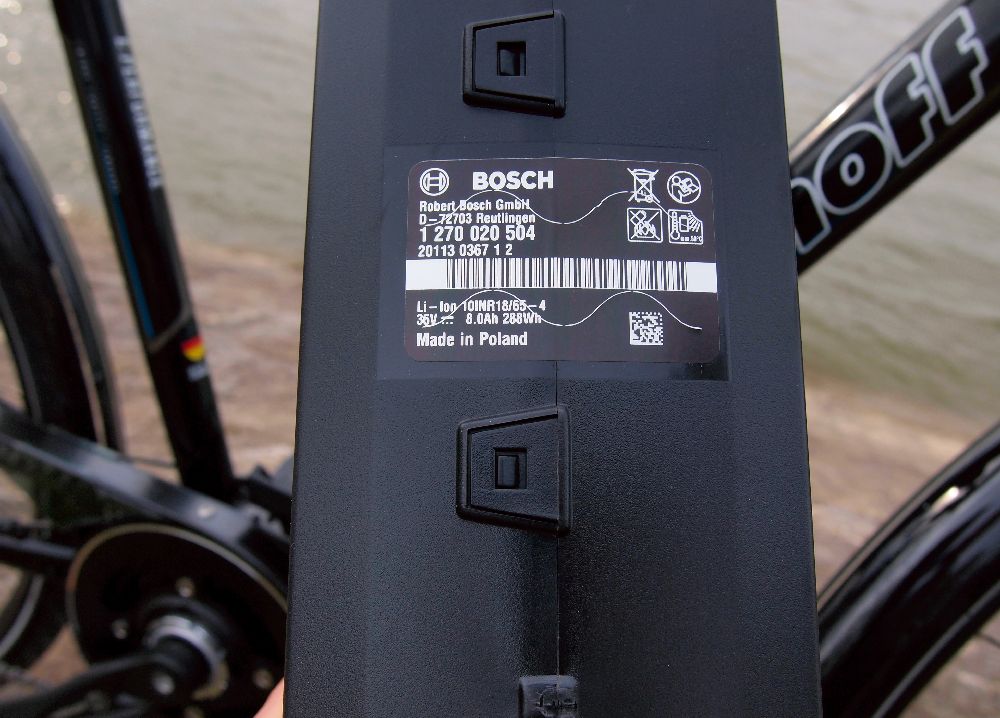 BOSCH
Robert Bosch GmbH
D-72703 Reutlingen
1 270 020 504
20113 0367 1 2
Li-Ion 10INR18/65-4
36V 8.0Ah 288Wh
Made in Poland
hoff